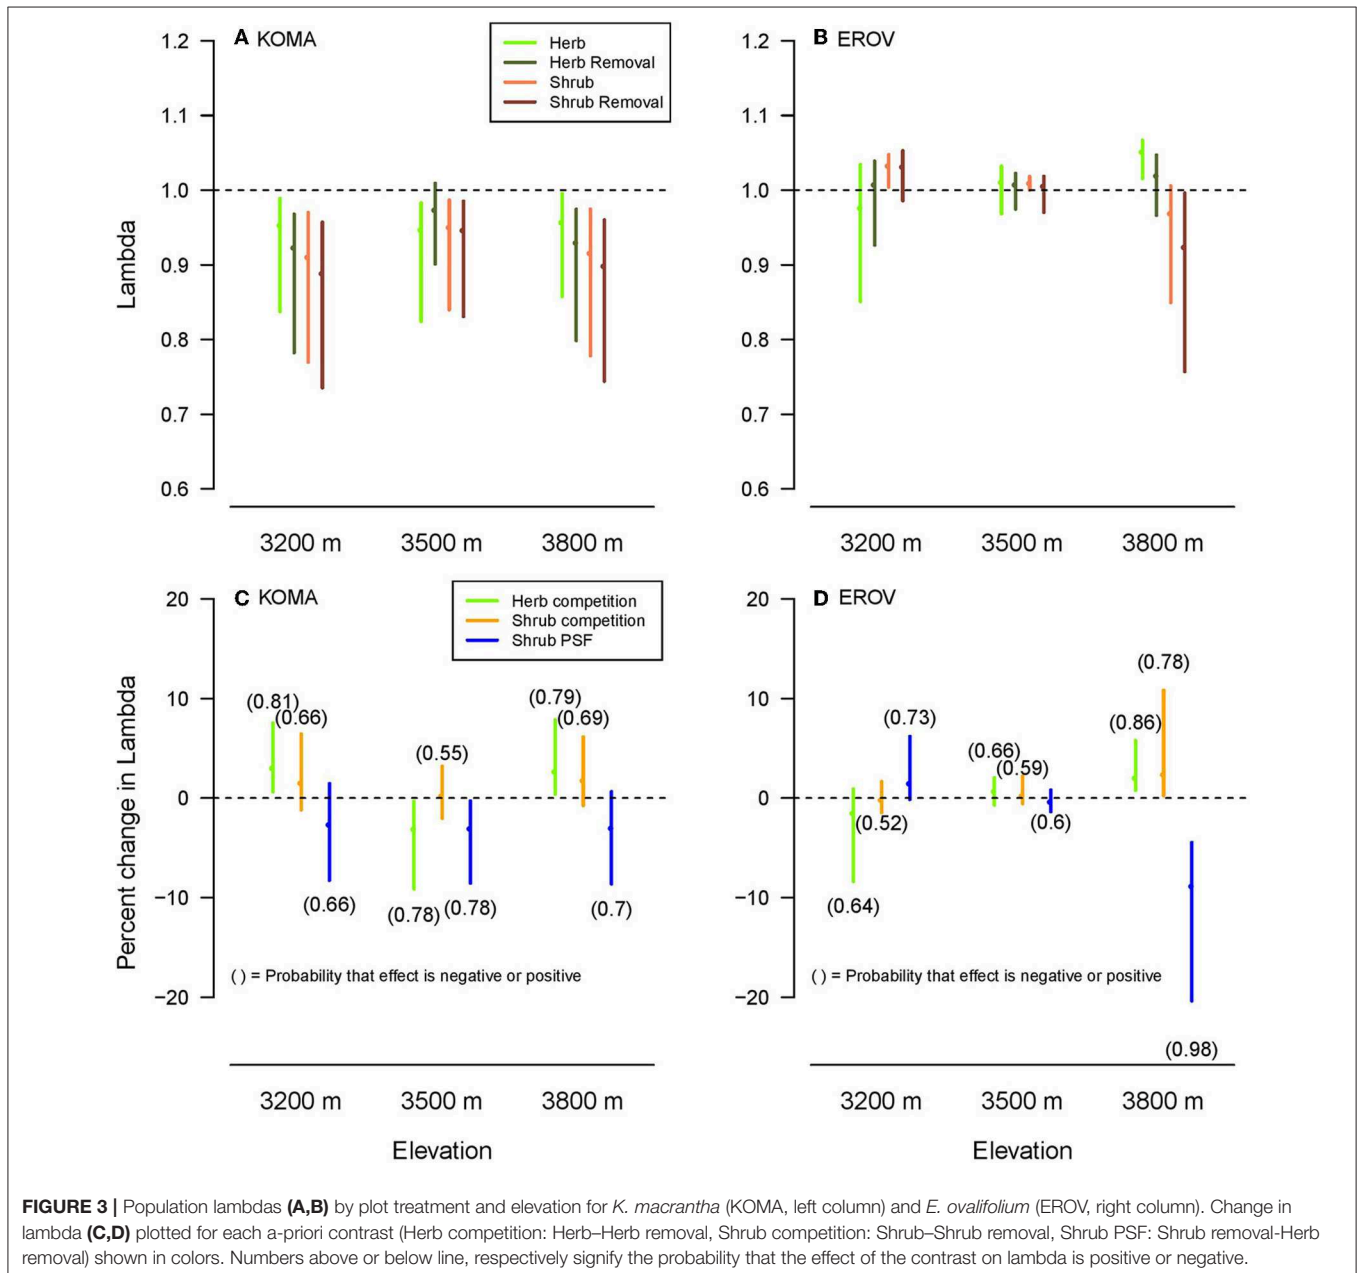 A KOMA
Herb
Herb Removal
Shrub
Shrub Removal
1.2
1.1
1.0
0.9
0.8
0.7
0.6
Lambda
3200 m 3500 m 3800 m
B EROV
1.2
1.1
1.0
0.9
0.8
0.7
0.6
3200 m 3500 m 3800 m
C KOMA
Herb competition
Shrub competition
Shrub PSF
20
10
0
−10
−20
Percent change in Lambda
(0.81)
(0.66)
(0.66)
(0.55)
(0.78)
(0.78)
(0.79)
(0.69)
(0.7)
( ) = Probability that effect is negative or positive
3200 m 3500 m 3800 m
Elevation
D EROV
20
10
0
−10
−20
(0.64)
(0.52)
(0.73)
(0.66)
(0.59)
(0.6)
(0.86)
(0.78)
(0.98)
( ) = Probability that effect is negative or positive
3200 m 3500 m 3800 m
Elevation
FIGURE 3 | Population lambdas (A,B) by plot treatment and elevation for K. macrantha (KOMA, left column) and E. ovalifolium (EROV, right column). Change in
lambda (C,D) plotted for each a-priori contrast (Herb competition: Herb–Herb removal, Shrub competition: Shrub–Shrub removal, Shrub PSF: Shrub removal-Herb
removal) shown in colors. Numbers above or below line, respectively signify the probability that the effect of the contrast on lambda is positive or negative.